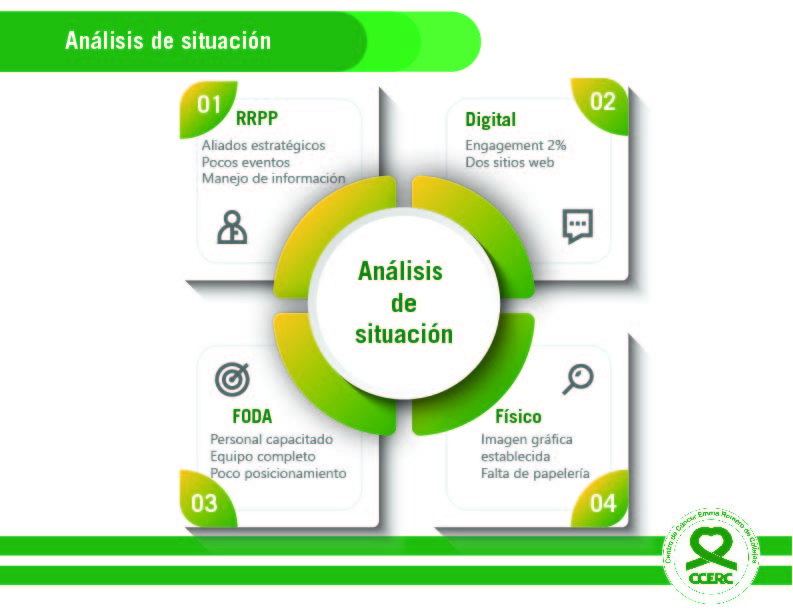 Análisis de situación
01
RRPP
Aliados estratégicos
Pocos eventos
Manejo de información
02
Digital
Engagement 2%
Dos sitios web
Análisis
de
situación
FODA
Personal capacitado
Equipo completo
Poco posicionamiento
03
Físico
Imagen gráfica
establecida
Falta de papelería
04
Centro de Cáncer Emma Romero de Callejas
CCERC